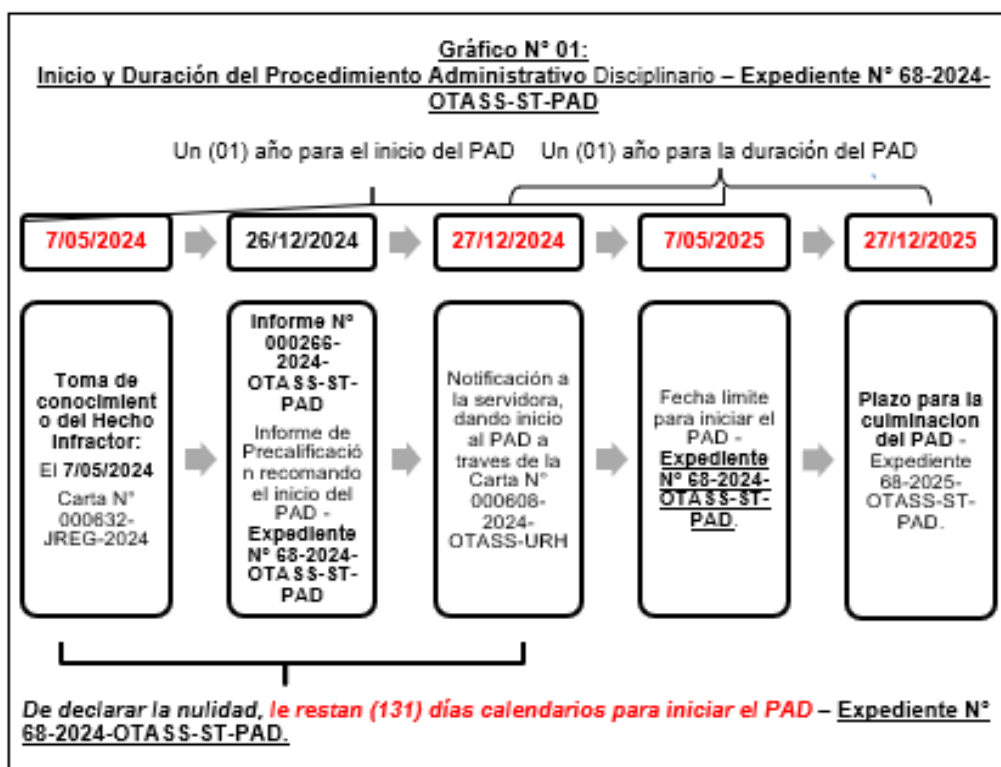 Gráfico N° 01:
Inicio y Duración del Procedimiento Administrativo Disciplinario – Expediente N° 68-2024-
OTASS-ST-PAD
Un (01) año para el inicio del PAD
Un (01) año para la duración del PAD
7/05/2024
26/12/2024
27/12/2024
7/05/2025
27/12/2025
Toma de
conocimient
o del Hecho
Infractor:
El 7/05/2024
Carta N°
000632-
JREG-2024
Informe N°
000266-
2024-
OTASS-ST-
PAD
Informe de
Precalificació
n recomando
el inicio del
PAD -
Expediente
N° 68-2024-
OTASS-ST-
PAD
Notificación a
la servidora,
dando inicio
al PAD a
traves de la
Carta N°
000608-
2024-
OTASS-URH
Fecha limite
para iniciar el
PAD -
Expediente
N° 68-2024-
OTASS-ST-
PAD.
Plazo para la
culminacion
del PAD -
Expediente
68-2025-
OTASS-ST-
PAD.
De declarar la nulidad, le restan (131) días calendarios para iniciar el PAD – Expediente N°
68-2024-OTASS-ST-PAD.